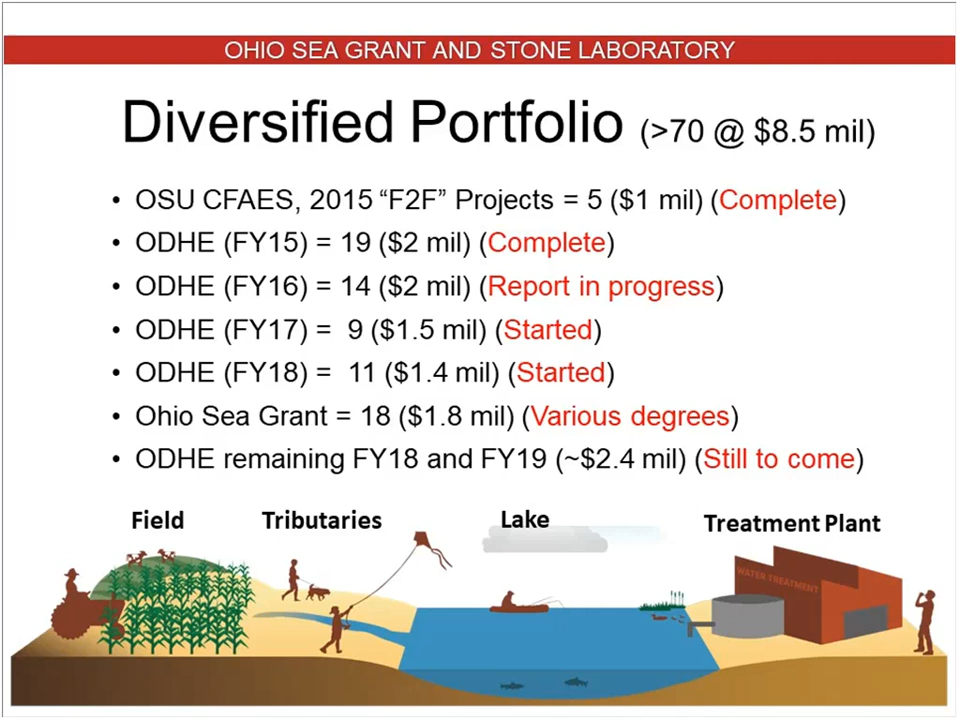 OHIO SEA GRANT AND STONE LABORATORY
Diversified Portfolio (>70 @ $8.5 mil)
• OSU CFAES, 2015 “F2F” Projects = 5 ($1 mil) (Complete)
• ODHE (FY15) = 19 ($2 mil) (Complete)
• ODHE (FY16) = 14 ($2 mil) (Report in progress)
• ODHE (FY17) =  9 ($1.5 mil) (Started)
• ODHE (FY18) =  11 ($1.4 mil) (Started)
• Ohio Sea Grant = 18 ($1.8 mil) (Various degrees)
• ODHE remaining FY18 and FY19 (~$2.4 mil) (Still to come)
Field Tributaries Lake Treatment Plant
WATER TREATMENT